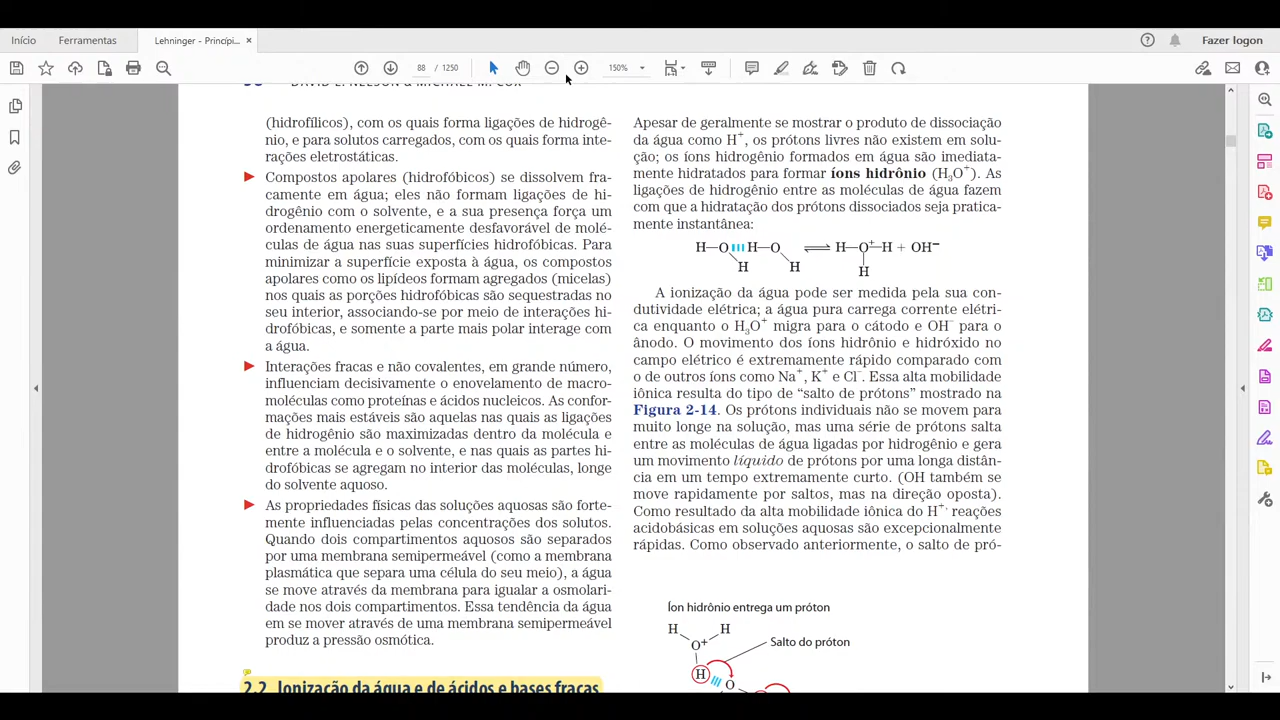 Início Ferramentas Lehninger - Princípi... × Fazer logon
88 / 1250 150%
DAVID L. NELSON & MICHAEL M. COX
(hidrofílicos), com os quais forma ligações de hidrogê-
nio, e para solutos carregados, com os quais forma inte-
rações eletrostáticas.
Compostos apolares (hidrofóbicos) se dissolvem fra-
camente em água; eles não formam ligações de hi-
drogênio com o solvente, e a sua presença força um
ordenamento energeticamente desfavorável de molé-
culas de água nas suas superfícies hidrofóbicas. Para
minimizar a superfície exposta à água, os compostos
apolares como os lipídeos formam agregados (micelas)
nos quais as porções hidrofóbicas são sequestradas no
seu interior, associando-se por meio de interações hi-
drofóbicas, e somente a parte mais polar interage com
a água.
Interações fracas e não covalentes, em grande número,
influenciam decisivamente o enovelamento de macro-
moléculas como proteínas e ácidos nucleicos. As confor-
mações mais estáveis são aquelas nas quais as ligações
de hidrogênio são maximizadas dentro da molécula e
entre a molécula e o solvente, e nas quais as partes hi-
drofóbicas se agregam no interior das moléculas, longe
do solvente aquoso.
As propriedades físicas das soluções aquosas são forte-
mente influenciadas pelas concentrações dos solutos.
Quando dois compartimentos aquosos são separados
por uma membrana semipermeável (como a membrana
plasmática que separa uma célula do seu meio), a água
se move através da membrana para igualar a osmolari-
dade nos dois compartimentos. Essa tendência da água
em se mover através de uma membrana semipermeável
produz a pressão osmótica.
2.2 Ionização da água e de ácidos e bases fracas
Apesar de geralmente se mostrar o produto de dissociação
da água como H⁺, os prótons livres não existem em solu-
ção; os íons hidrogênio formados em água são imediata-
mente hidratados para formar íons hidrônio (H₃O⁺). As
ligações de hidrogênio entre as moléculas de água fazem
com que a hidratação dos prótons dissociados seja pratica-
mente instantânea:
H—O H—O ⇌ H—O⁺—H + OH⁻
H H H
A ionização da água pode ser medida pela sua con-
dutividade elétrica; a água pura carrega corrente elétri-
ca enquanto o H₃O⁺ migra para o cátodo e OH⁻ para o
ânodo. O movimento dos íons hidrônio e hidróxido no
campo elétrico é extremamente rápido comparado com
o de outros íons como Na⁺, K⁺ e Cl⁻. Essa alta mobilidade
iônica resulta do tipo de “salto de prótons” mostrado na
Figura 2-14. Os prótons individuais não se movem para
muito longe na solução, mas uma série de prótons salta
entre as moléculas de água ligadas por hidrogênio e gera
um movimento líquido de prótons por uma longa distân-
cia em um tempo extremamente curto. (OH também se
move rapidamente por saltos, mas na direção oposta).
Como resultado da alta mobilidade iônica do H⁺, reações
acidobásicas em soluções aquosas são excepcionalmente
rápidas. Como observado anteriormente, o salto de pró-
Íon hidrônio entrega um próton
H H
O⁺ Salto do próton
H O